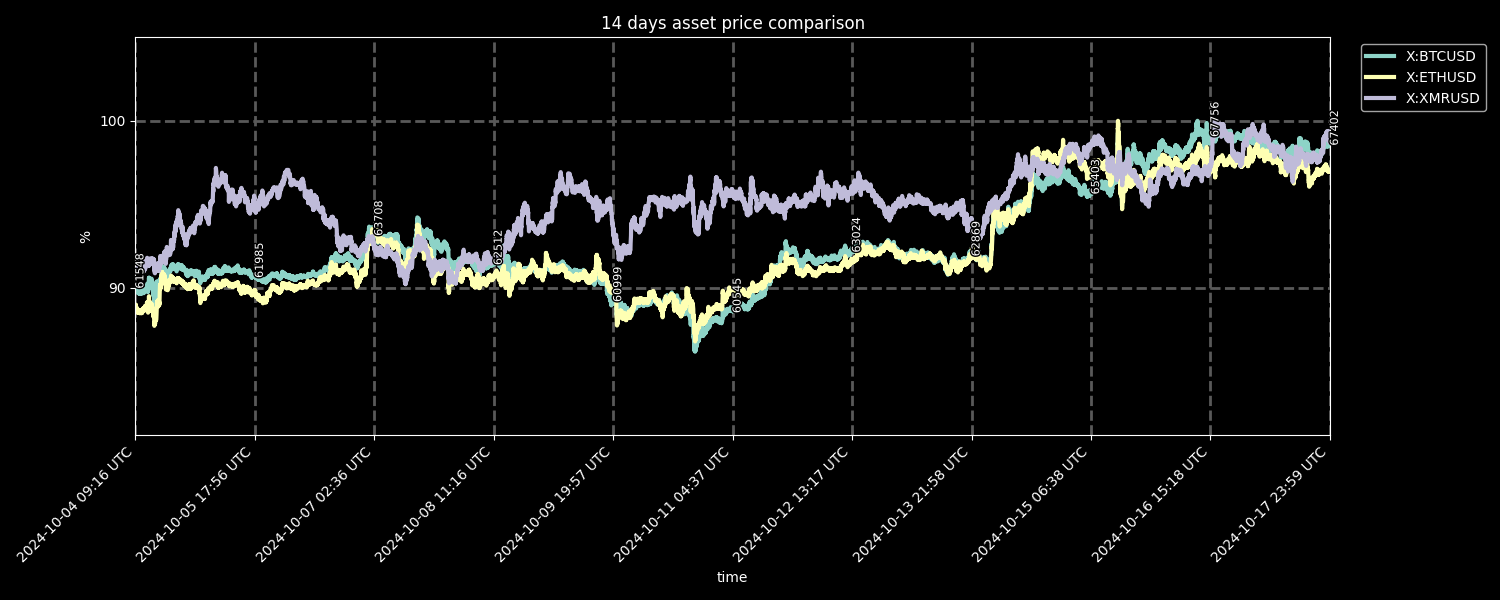 14 days asset price comparison
X:BTCUSD
X:ETHUSD
X:XMRUSD
100
90
%
61548
61985
63708
62512
60999
60545
63024
62869
65403
67756
67402
2024-10-04 09:16 UTC
2024-10-05 17:56 UTC
2024-10-07 02:36 UTC
2024-10-08 11:16 UTC
2024-10-09 19:57 UTC
2024-10-11 04:37 UTC
2024-10-12 13:17 UTC
2024-10-13 21:58 UTC
2024-10-15 06:38 UTC
2024-10-16 15:18 UTC
2024-10-17 23:59 UTC
time